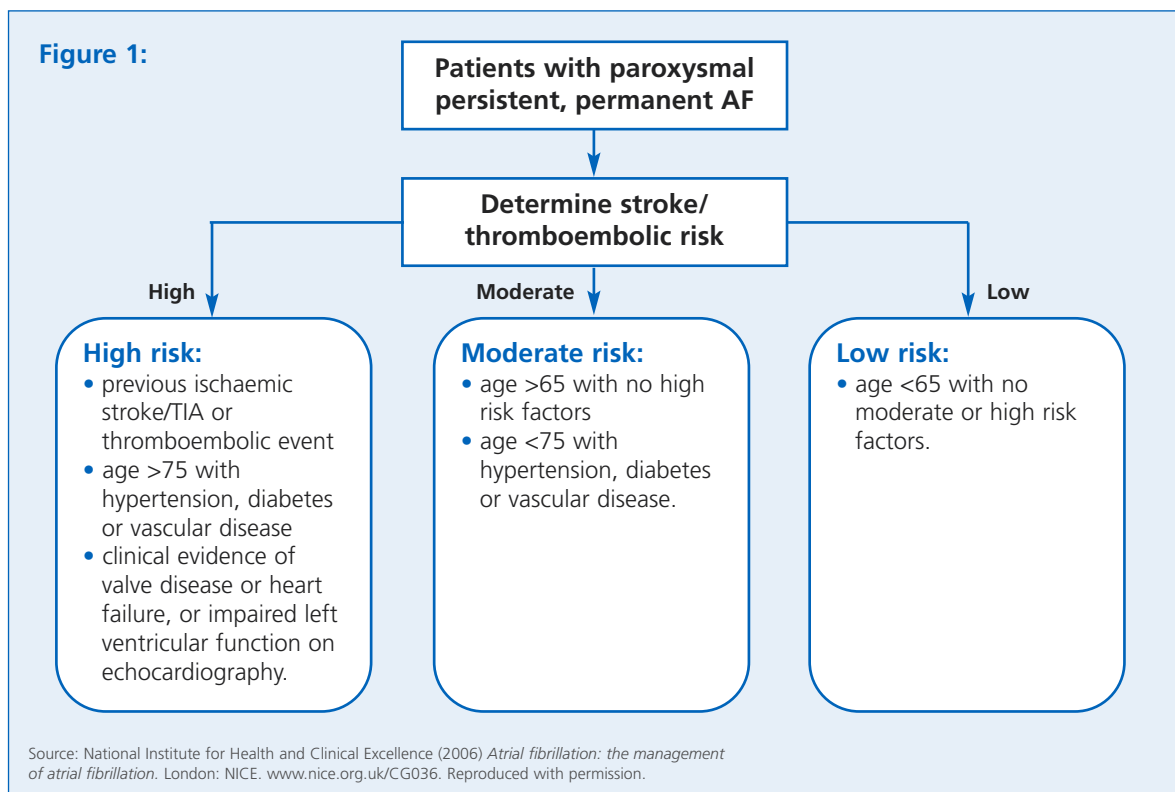 Figure 1:
Patients with paroxysmal
persistent, permanent AF
Determine stroke/
thromboembolic risk
High
Moderate
Low
High risk:
• previous ischaemic
stroke/TIA or
thromboembolic event
• age >75 with
hypertension, diabetes
or vascular disease
• clinical evidence of
valve disease or heart
failure, or impaired left
ventricular function on
echocardiography.
Moderate risk:
• age >65 with no high
risk factors
• age <75 with
hypertension, diabetes
or vascular disease.
Low risk:
• age <65 with no
moderate or high risk
factors.
Source: National Institute for Health and Clinical Excellence (2006) Atrial fibrillation: the management
of atrial fibrillation. London: NICE. www.nice.org.uk/CG036. Reproduced with permission.